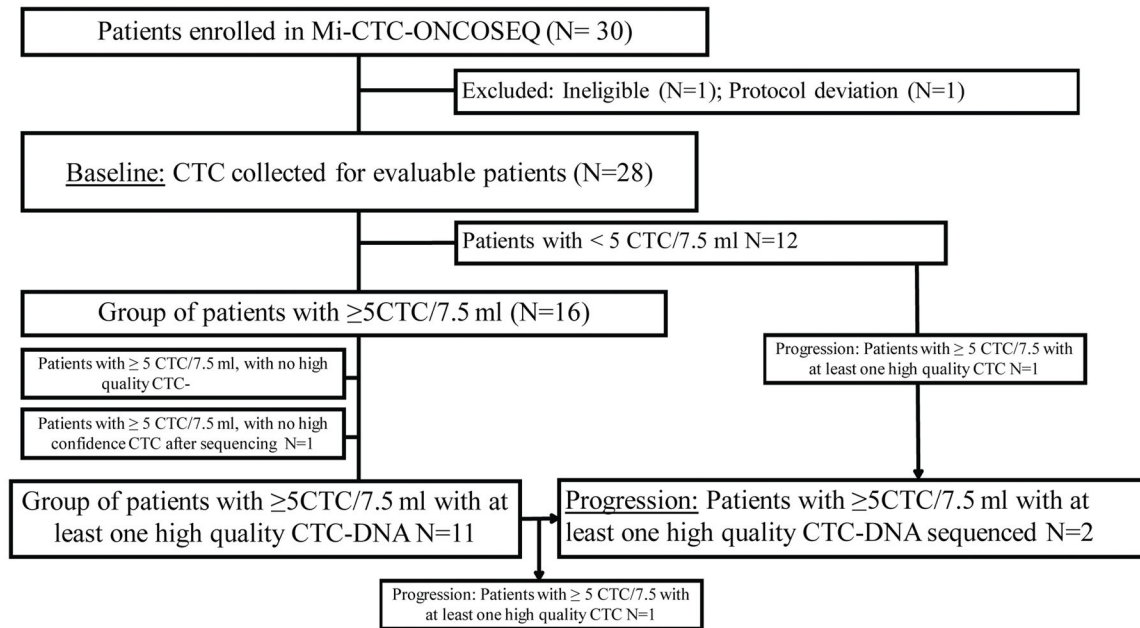 Patients enrolled in Mi-CTC-ONCOSEQ (N= 30)
Excluded: Ineligible (N=1); Protocol deviation (N=1)
Baseline: CTC collected for evaluable patients (N=28)
Patients with < 5 CTC/7.5 ml N=12
Group of patients with ≥5CTC/7.5 ml (N=16)
Patients with ≥ 5 CTC/7.5 ml, with no high
quality CTC-
Progression: Patients with ≥ 5 CTC/7.5 with
at least one high quality CTC N=1
Patients with ≥ 5 CTC/7.5 ml, with no high
confidence CTC after sequencing N=1
Group of patients with ≥5CTC/7.5 ml with at
least one high quality CTC-DNA N=11
Progression: Patients with ≥5CTC/7.5 ml with at
least one high quality CTC-DNA sequenced N=2
Progression: Patients with ≥ 5 CTC/7.5 with
at least one high quality CTC N=1